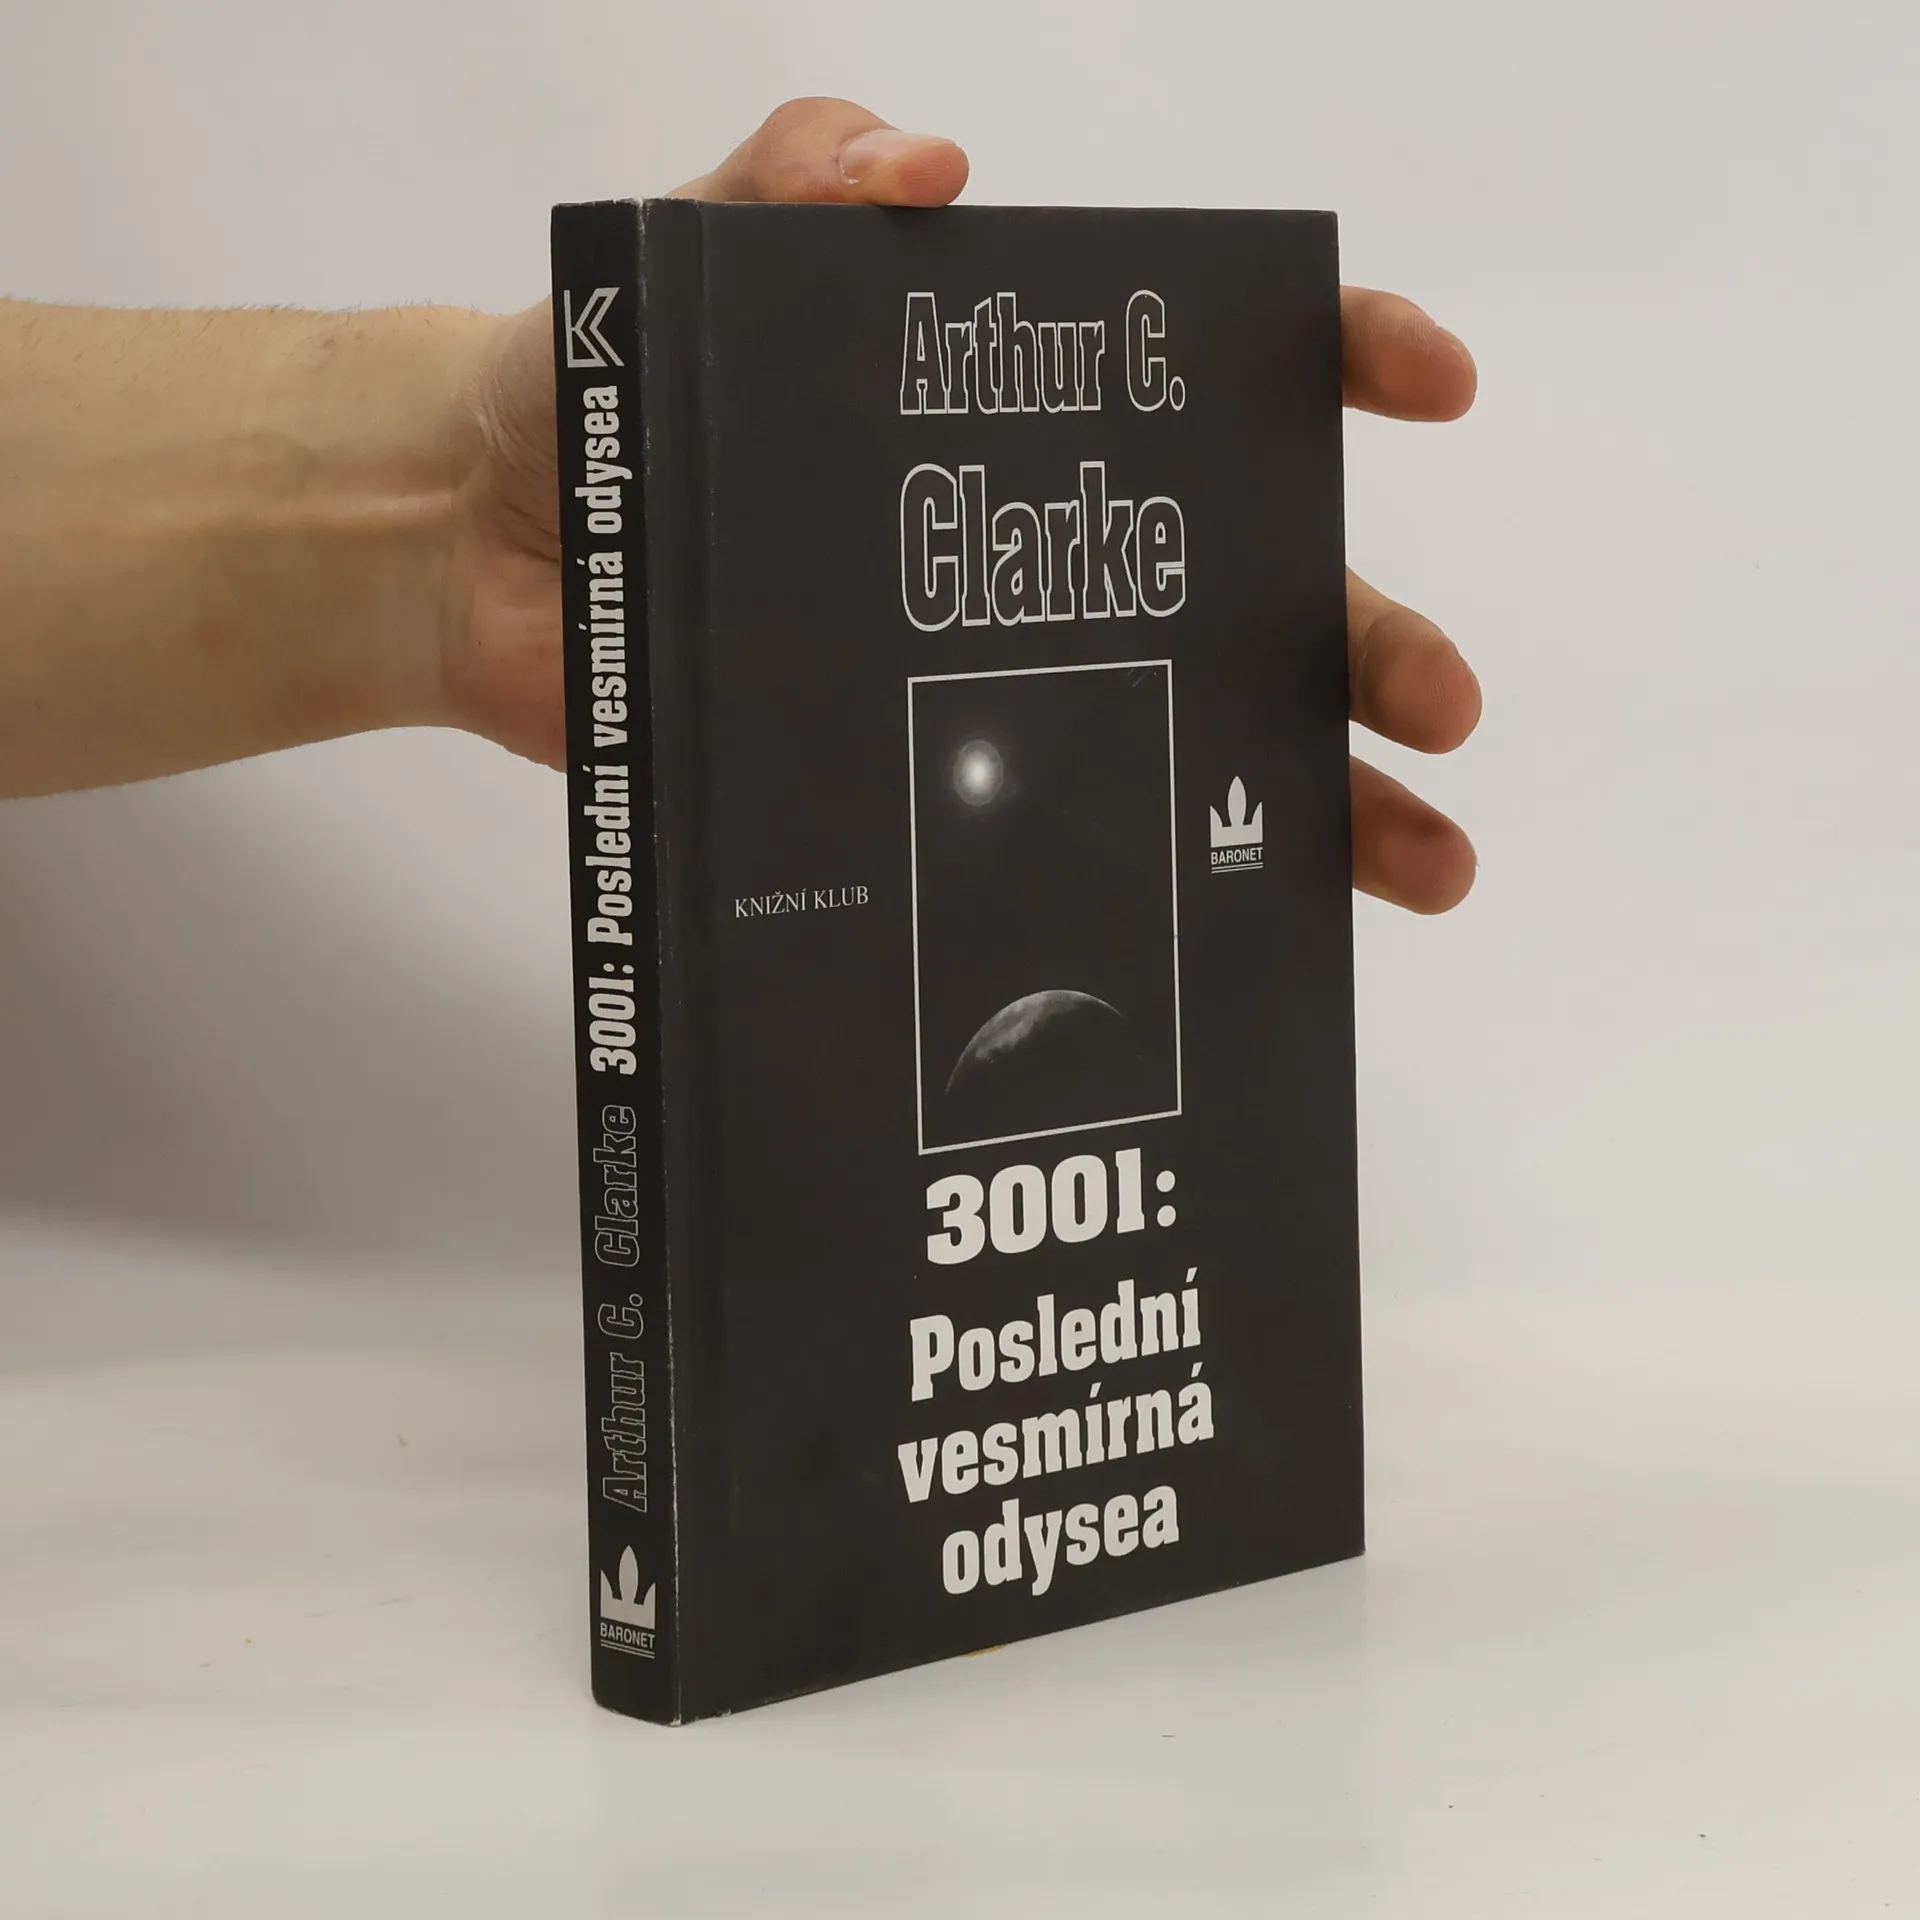 Arthur C.
Clarke
KNIŽNÍ KLUB
BARONET
3001:
Poslední
vesmírná
odysea
BARONET
Arthur C. Clarke 3001: Poslední vesmírná odysea